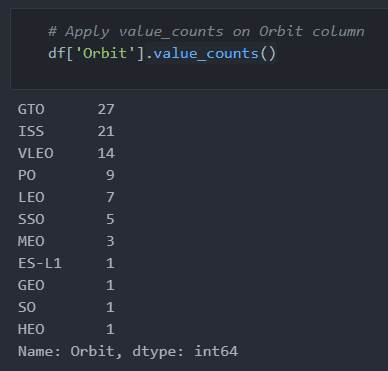 # Apply value_counts on Orbit column
df['Orbit'].value_counts()
GTO 27
ISS 21
VLEO 14
PO 9
LEO 7
SSO 5
MEO 3
ES-L1 1
GEO 1
SO 1
HEO 1
Name: Orbit, dtype: int64